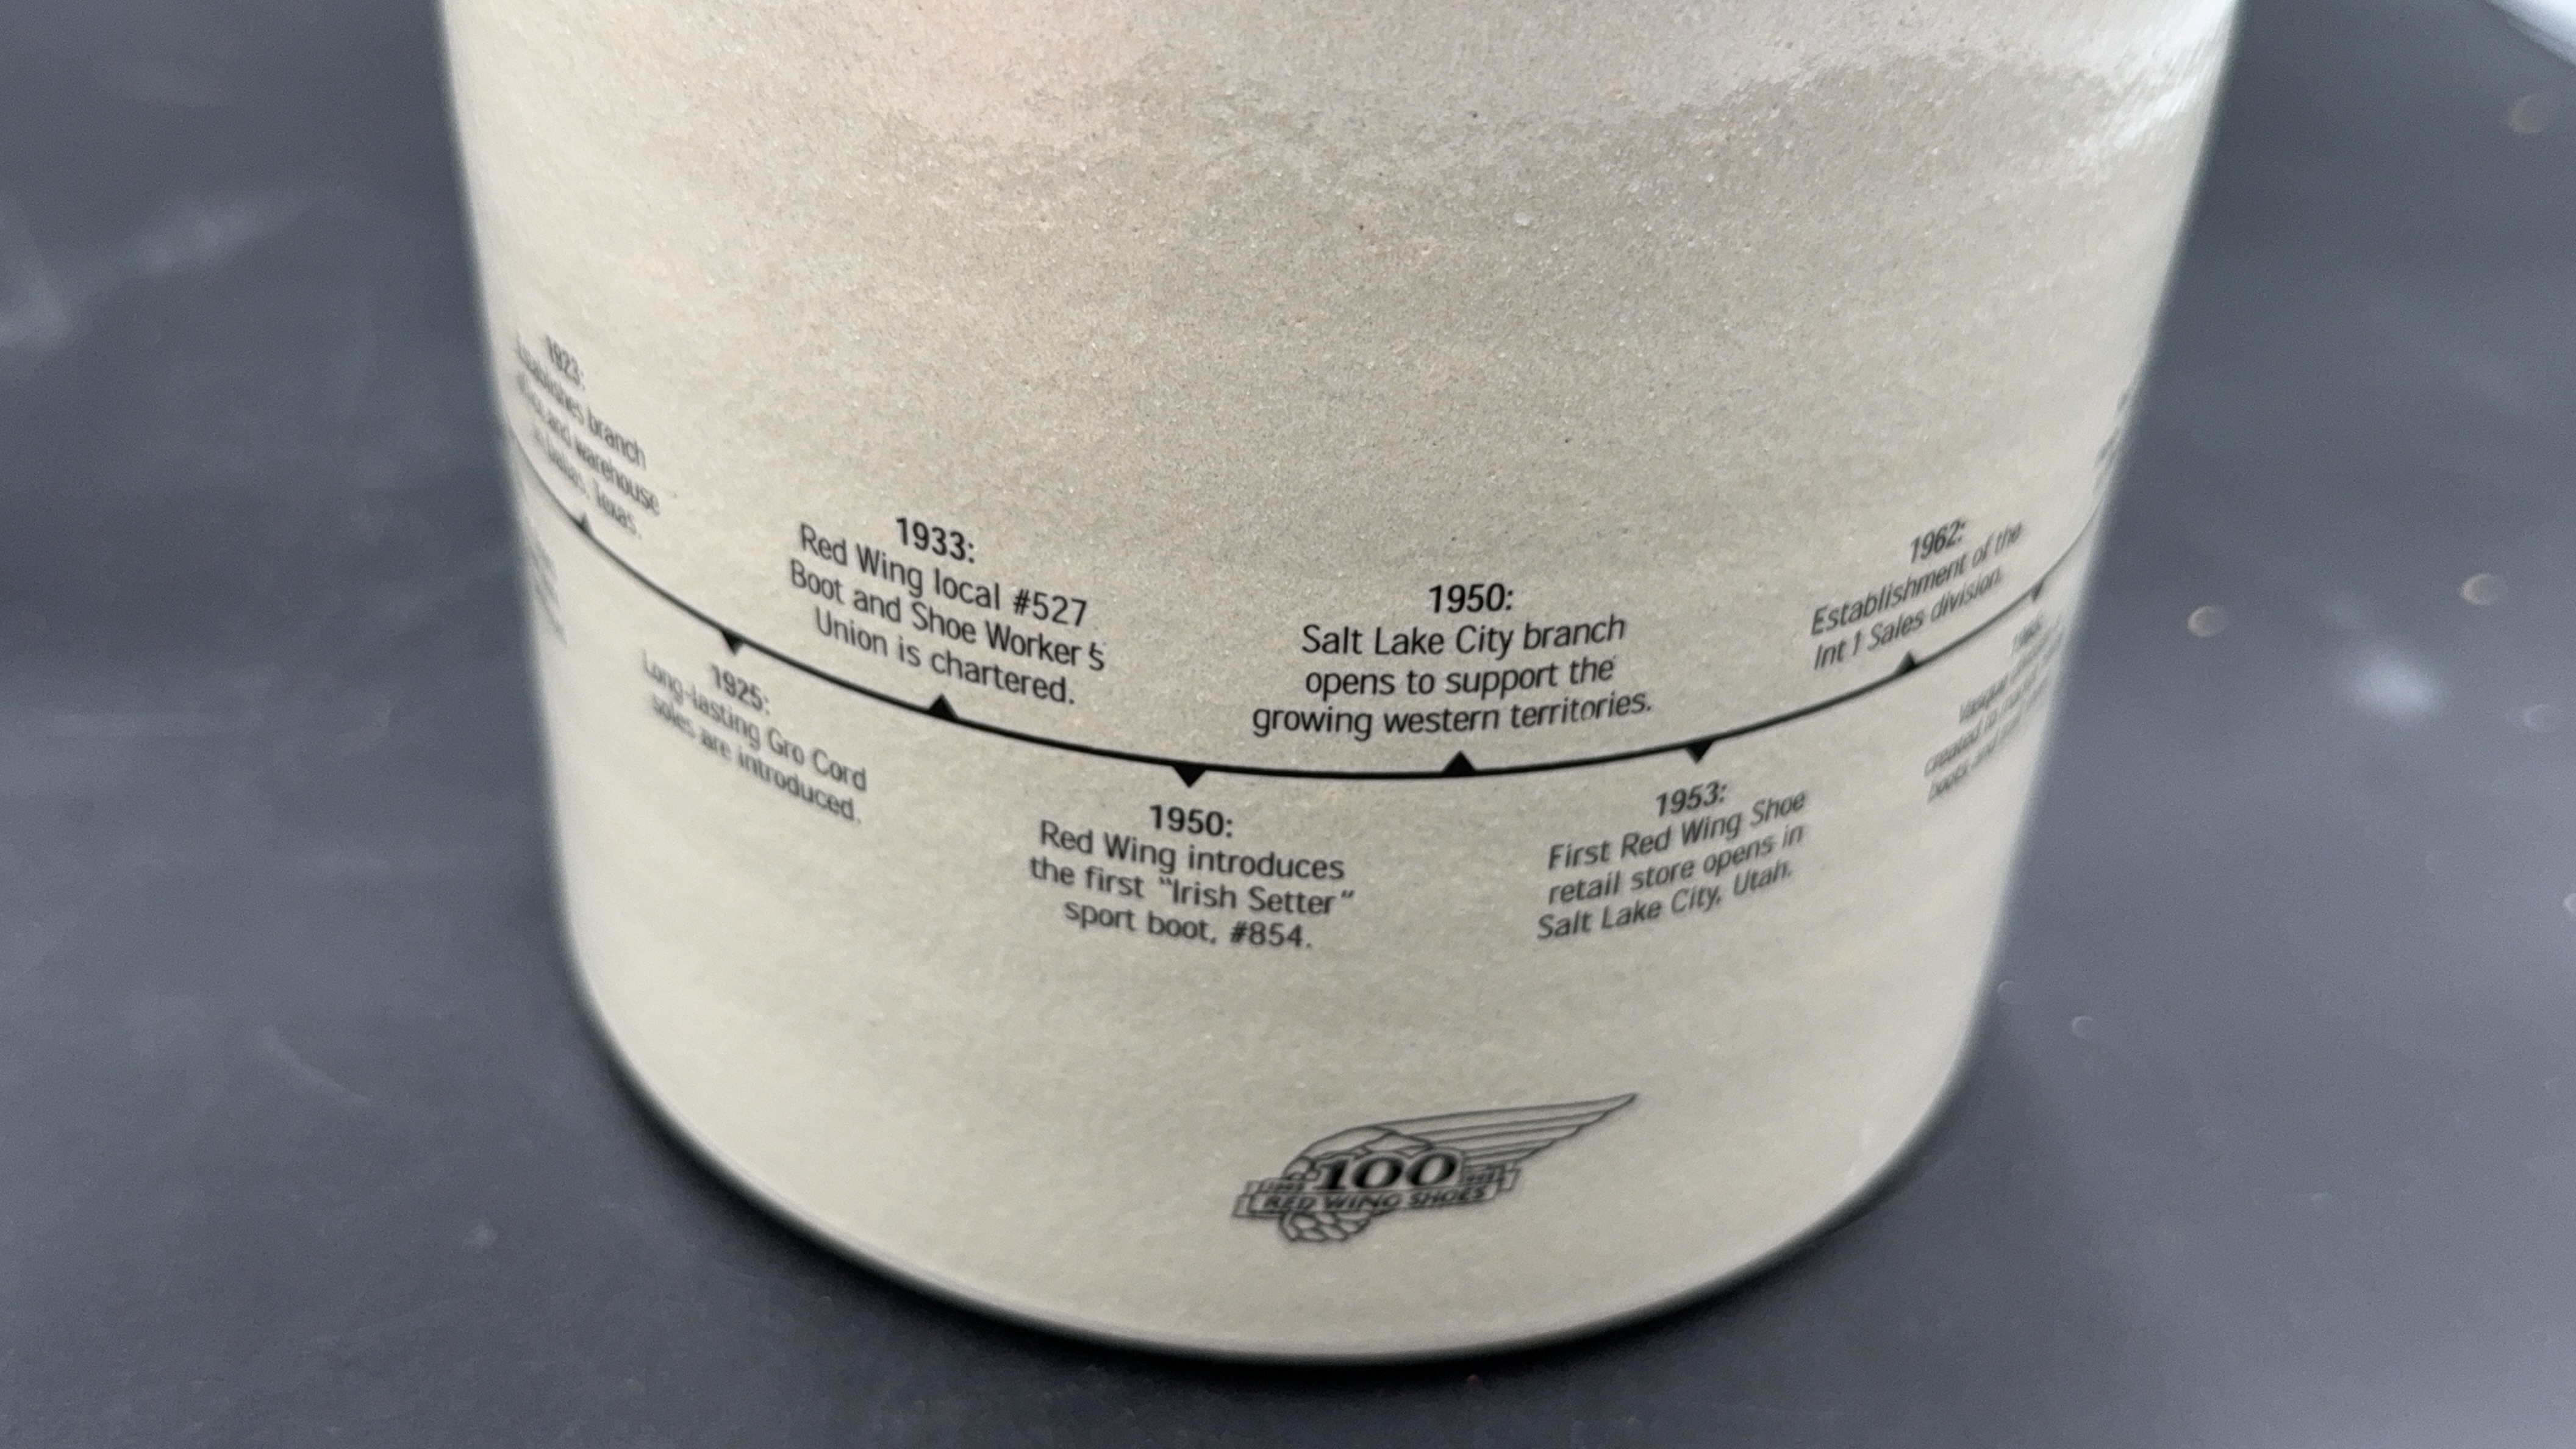 1923:
branch
and warehouse
Texas.
1925:
Long-lasting Gro Cord
soles are introduced.
1933:
Red Wing local #527
Boot and Shoe Worker's
Union is chartered.
1950:
Red Wing introduces
the first "Irish Setter"
sport boot, #854.
1950:
Salt Lake City branch
opens to support the
growing western territories.
1953:
First Red Wing Shoe
retail store opens in
Salt Lake City, Utah.
1962:
Establishment of the
Int'l Sales division.
100
RED WING SHOES